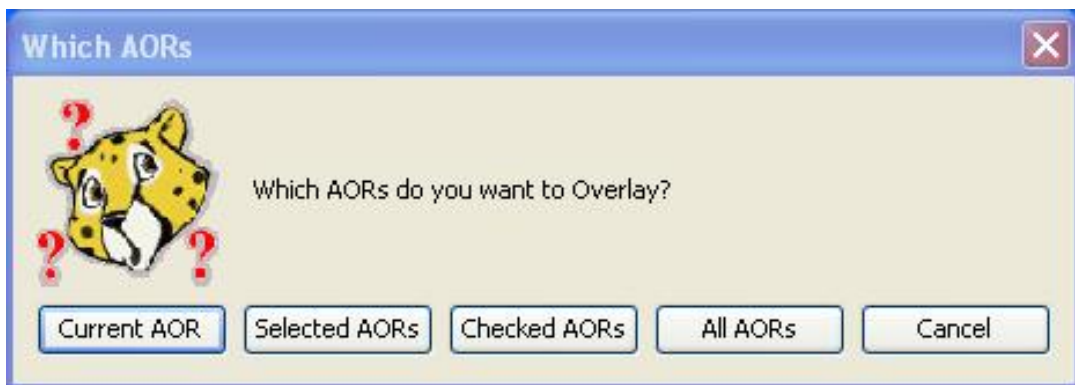 Which AORs
? 
Which AORs do you want to Overlay?
? ?
Current AOR Selected AORs Checked AORs All AORs Cancel